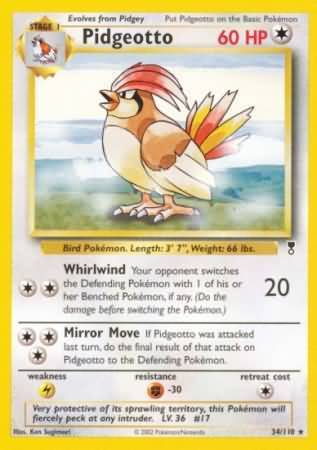 Evolves from Pidgey Put Pidgeotto on the Basic Pokémon
STAGE 1
Pidgeotto 60 HP
Bird Pokémon. Length: 3' 7", Weight: 66 lbs.
Whirlwind Your opponent switches
the Defending Pokémon with 1 of his
or her Benched Pokémon, if any. (Do the
damage before switching the Pokémon.)
20
Mirror Move If Pidgeotto was attacked
last turn, do the final result of that attack on
Pidgeotto to the Defending Pokémon.
weakness resistance retreat cost
-30
Very protective of its sprawling territory, this Pokémon will
fiercely peck at any intruder. LV. 36 #17
Illus. Ken Sugimori ©2002 Pokémon/Nintendo 34/110 ★